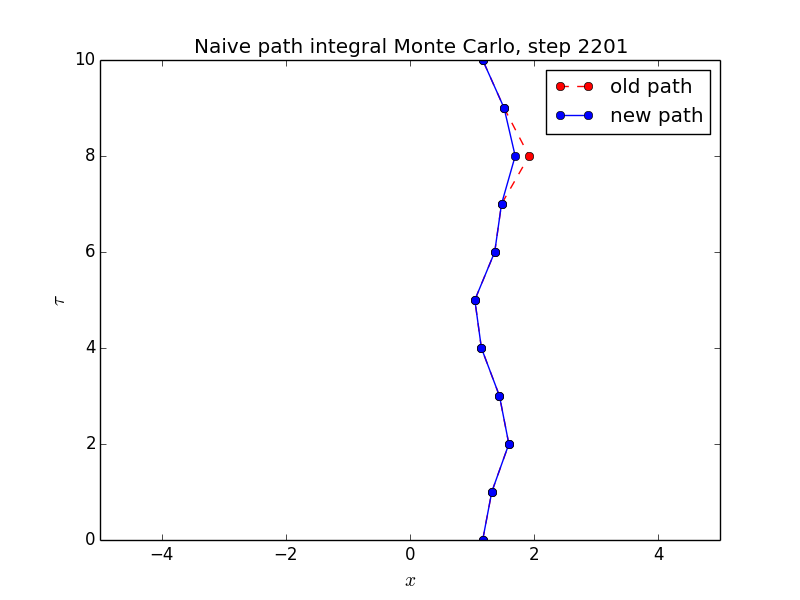 Naive path integral Monte Carlo, step 2201
old path
new path
10
8
6
4
2
0
τ
−4
−2
0
2
4
x